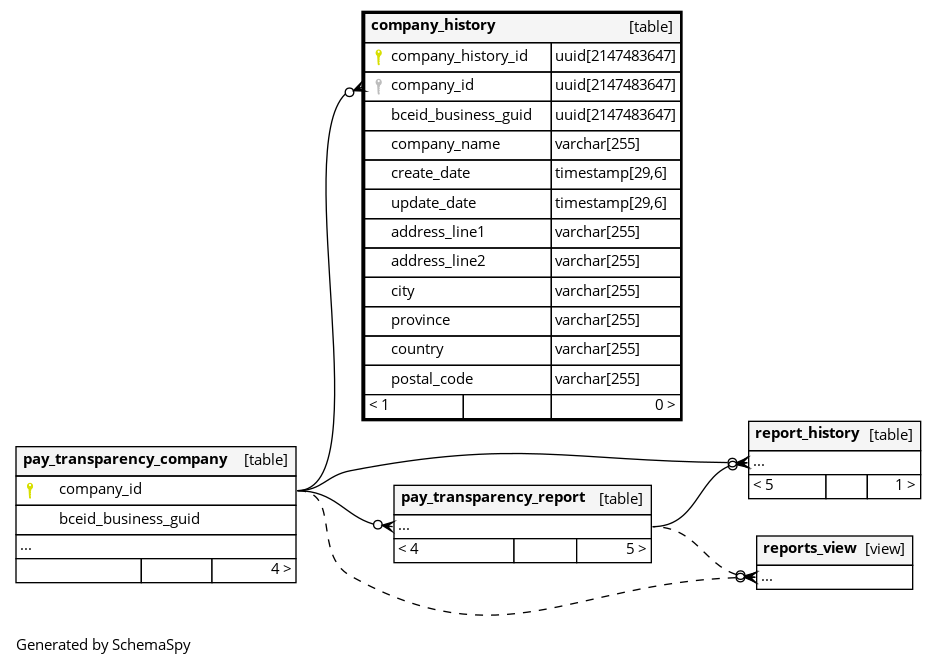 company_history [table]
company_history_id uuid[2147483647]
company_id uuid[2147483647]
bceid_business_guid uuid[2147483647]
company_name varchar[255]
create_date timestamp[29,6]
update_date timestamp[29,6]
address_line1 varchar[255]
address_line2 varchar[255]
city varchar[255]
province varchar[255]
country varchar[255]
postal_code varchar[255]
< 1 0 >
pay_transparency_company [table]
company_id
bceid_business_guid
...
4 >
pay_transparency_report [table]
...
< 4 5 >
report_history [table]
...
< 5 1 >
reports_view [view]
...
Generated by SchemaSpy